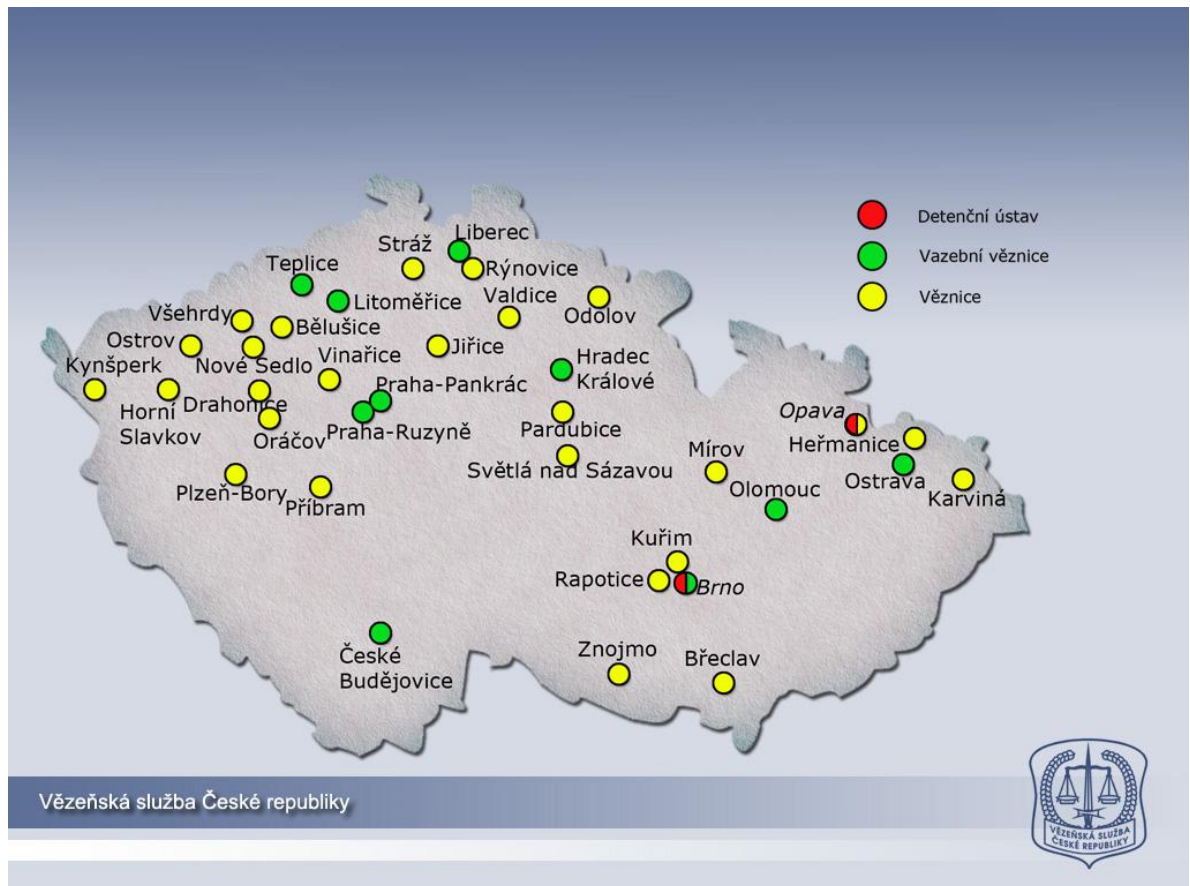 Detenční ústav
Vazební věznice
Věznice
Liberec
Stráž
Rýnovice
Teplice
Valdice
Litoměřice
Odolov
Všehrdy
Bělušice
Ostrov
Jiřice
Kynšperk
Nové Sedlo
Vinařice
Hradec
Králové
Praha-Pankrác
Horní
Slavkov
Drahonice
Oráčov
Praha-Ruzyně
Pardubice
Opava
Heřmanice
Mírov
Světlá nad Sázavou
Ostrava
Karviná
Olomouc
Plzeň-Bory
Příbram
Kuřim
Rapotice
Brno
České
Budějovice
Znojmo
Břeclav
Vězeňská služba České republiky
VĚZEŇSKÁ SLUŽBA
ČESKÉ REPUBLIKY